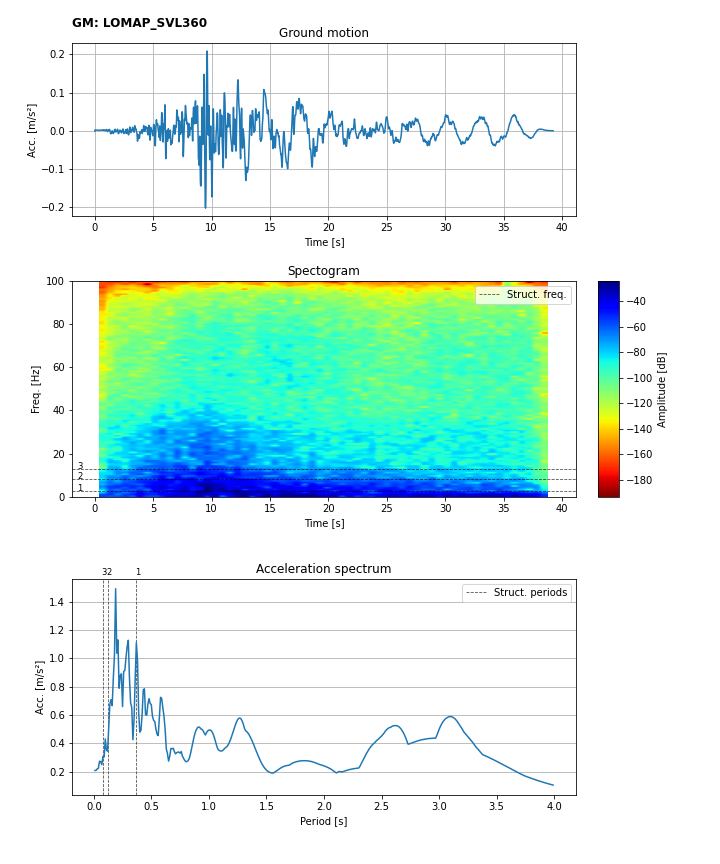 GM: LOMAP_SVL360
Ground motion
Acc. [m/s²]
0.2
0.1
0.0
−0.1
−0.2
0 5 10 15 20 25 30 35 40
Time [s]
Spectogram
Struct. freq.
Freq. [Hz]
100
80
60
40
20
0
3
2
1
0 5 10 15 20 25 30 35 40
Time [s]
−40
−60
−80
−100
−120
−140
−160
−180
Amplitude [dB]
Acceleration spectrum
32 1
Struct. periods
Acc. [m/s²]
1.4
1.2
1.0
0.8
0.6
0.4
0.2
0.0 0.5 1.0 1.5 2.0 2.5 3.0 3.5 4.0
Period [s]